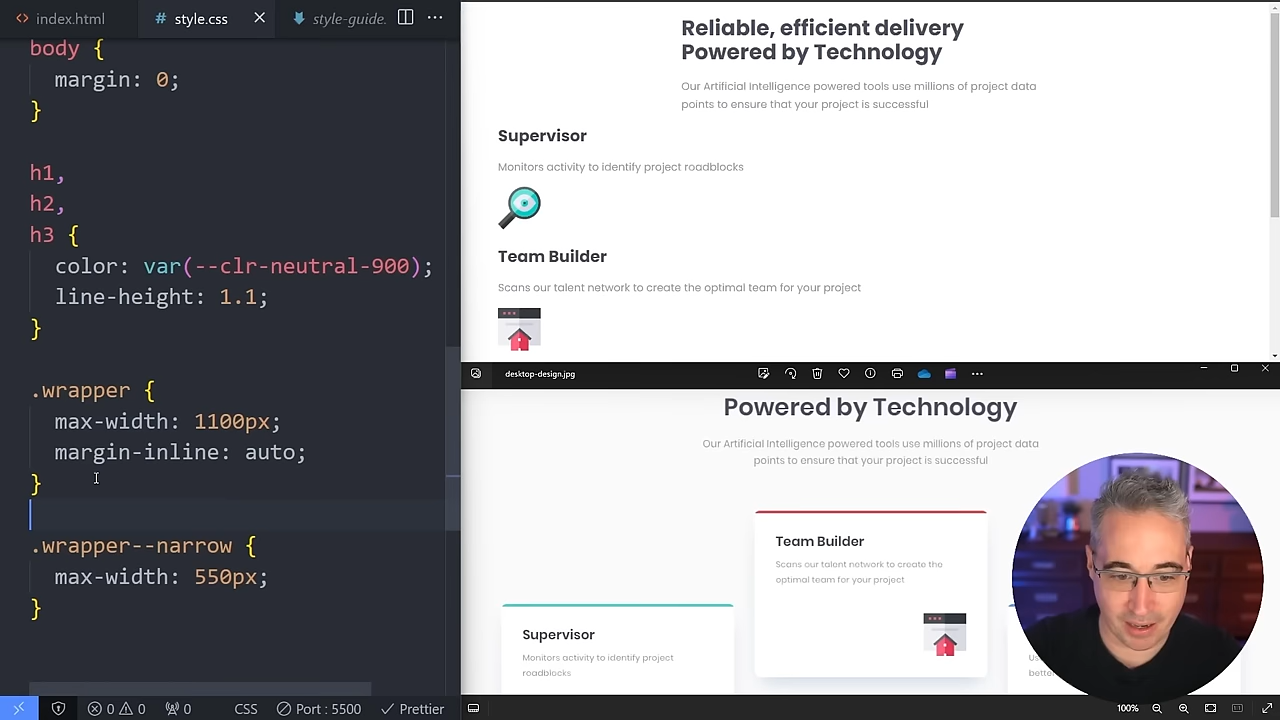 index.html
style.css
style-guide.
body {
margin: 0;
}
h1,
h2,
h3 {
color: var(--clr-neutral-900);
line-height: 1.1;
}
.wrapper {
max-width: 1100px;
margin-inline: auto;
}
.wrapper--narrow {
max-width: 550px;
}
0 0 0 CSS Port : 5500 Prettier
Reliable, efficient delivery
Powered by Technology
Our Artificial Intelligence powered tools use millions of project data
points to ensure that your project is successful
Supervisor
Monitors activity to identify project roadblocks
Team Builder
Scans our talent network to create the optimal team for your project
desktop-design.jpg
Powered by Technology
Our Artificial Intelligence powered tools use millions of project data
points to ensure that your project is successful
Team Builder
Scans our talent network to create the
optimal team for your project
Supervisor
Monitors activity to identify project
roadblocks
100%